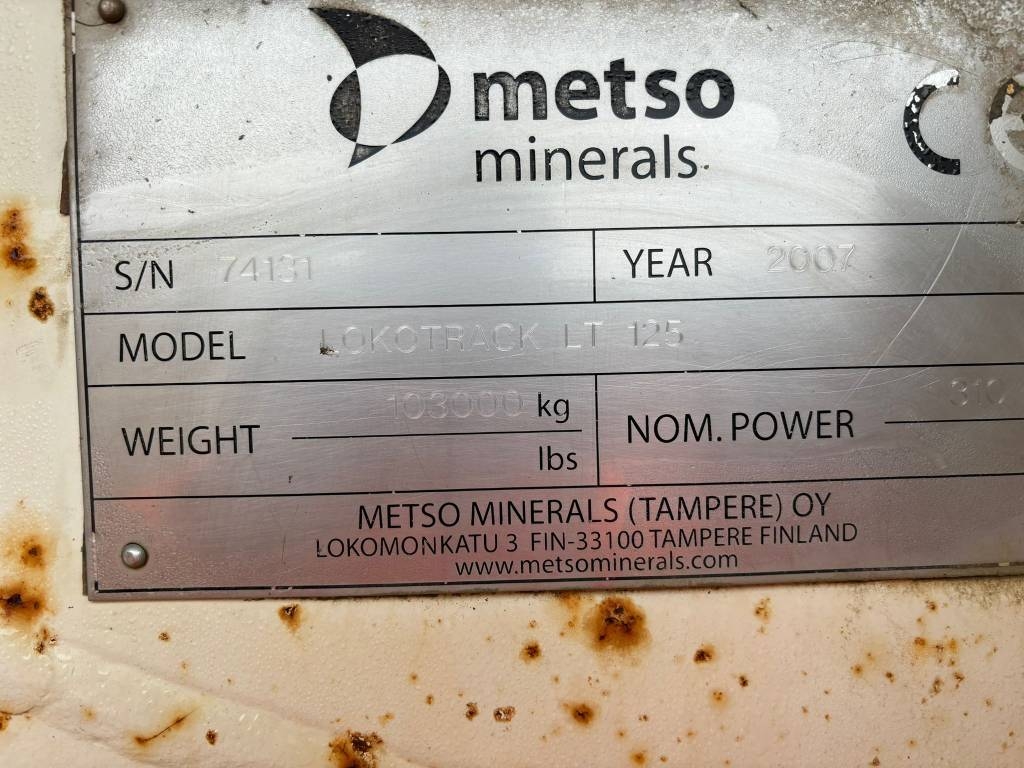 metso
minerals
CE
S/N 74131 YEAR 2007
MODEL LOKOTRACK LT 125
WEIGHT 103000 kg NOM. POWER 310
lbs
METSO MINERALS (TAMPERE) OY
LOKOMONKATU 3 FIN-33100 TAMPERE FINLAND
www.metsominerals.com